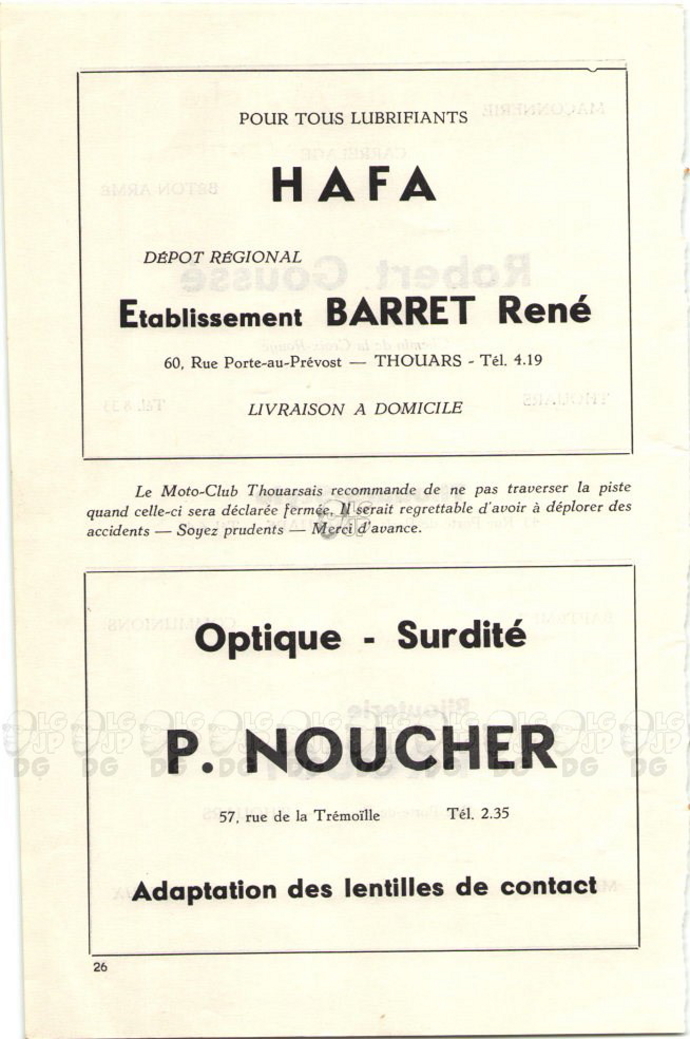 POUR TOUS LUBRIFIANTS
HAFA
DÉPOT RÉGIONAL
Etablissement BARRET René
60, Rue Porte-au-Prévost — THOUARS - Tél. 4.19
LIVRAISON A DOMICILE
Le Moto-Club Thouarsais recommande de ne pas traverser la piste
quand celle-ci sera déclarée fermée. Il serait regrettable d'avoir à déplorer des
accidents — Soyez prudents — Merci d'avance.
Optique - Surdité
P. NOUCHER
57, rue de la Trémoïlle Tél. 2.35
Adaptation des lentilles de contact
26